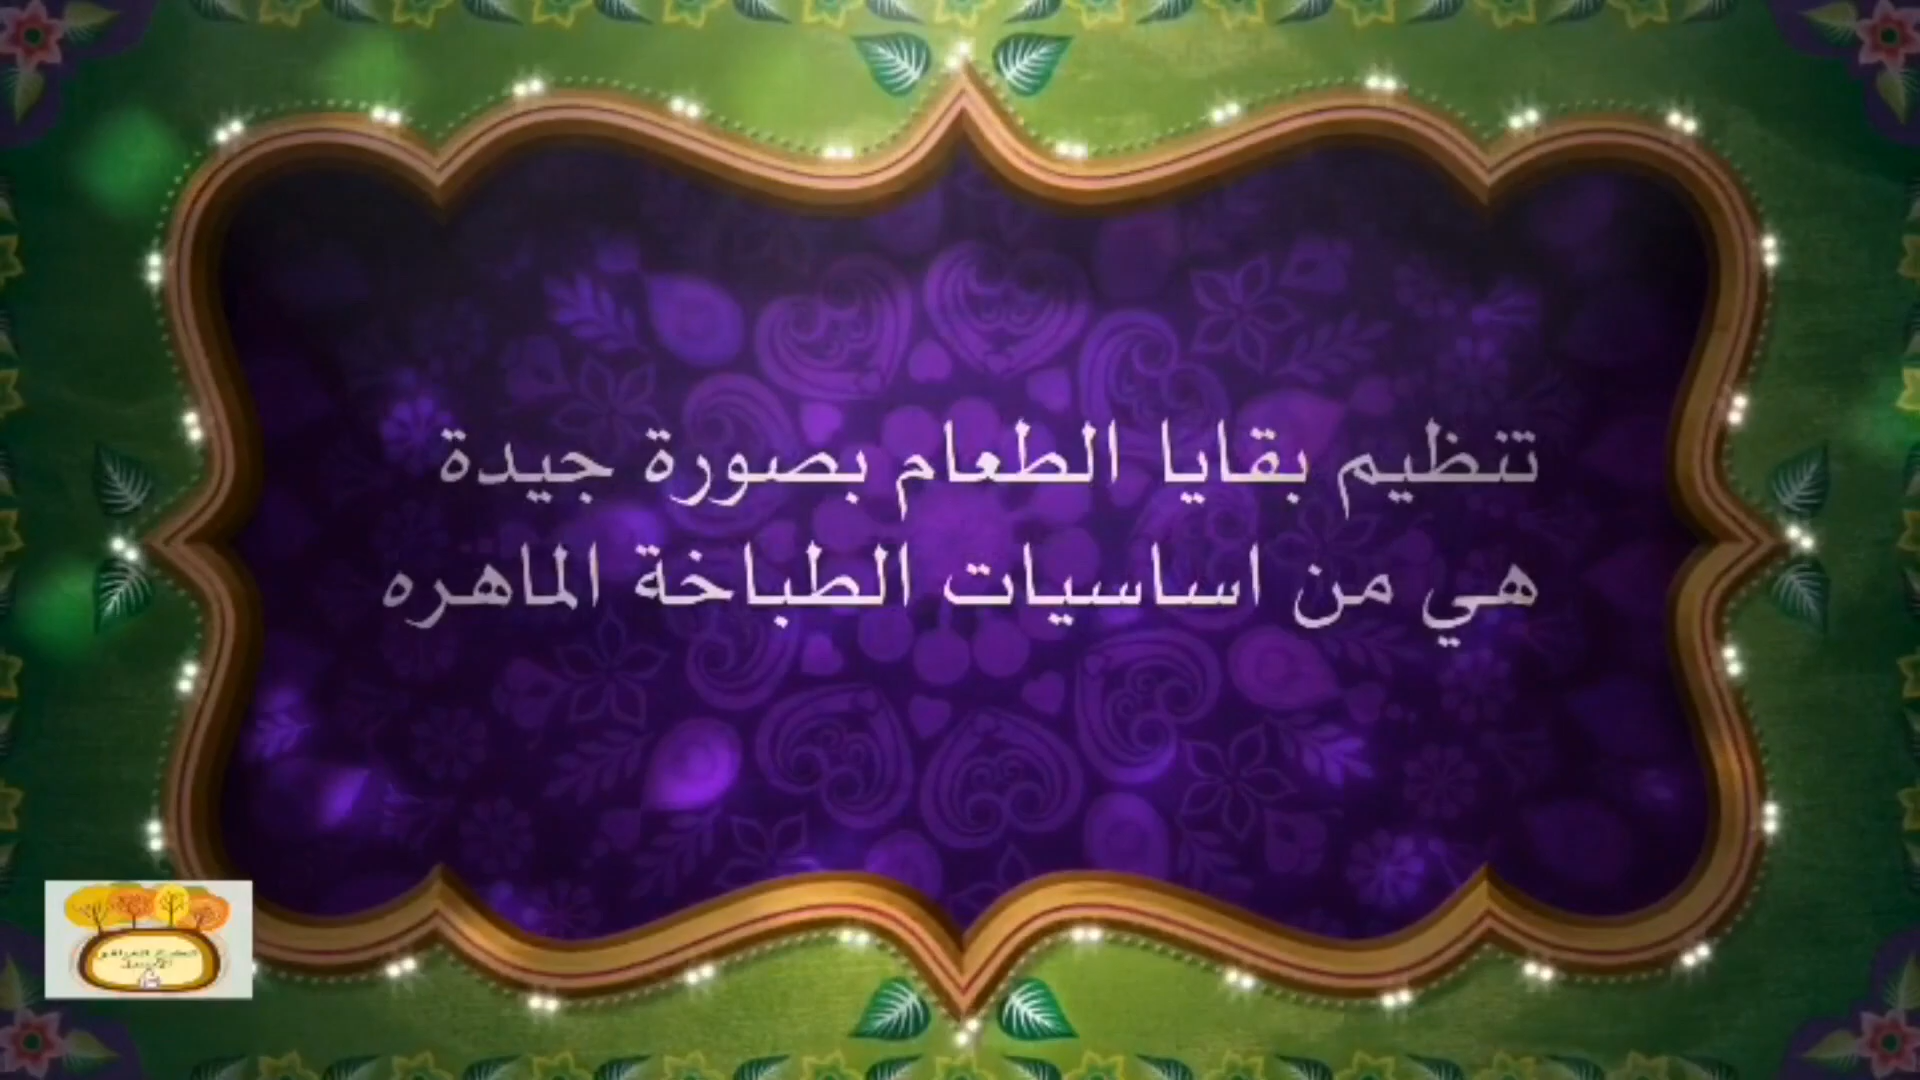 تنظيم بقايا الطعام بصورة جيدة
هي من اساسيات الطباخة الماهره